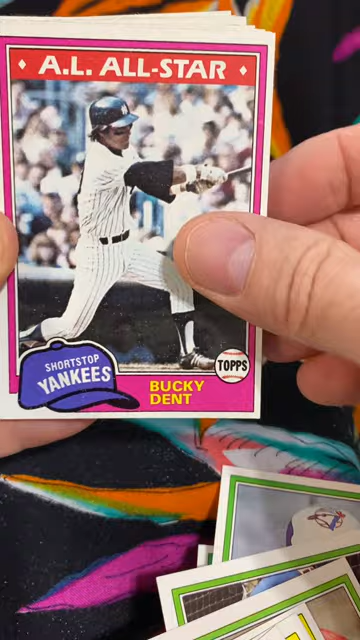 A.L. ALL-STAR
SHORTSTOP
YANKEES
TOPPS
BUCKY
DENT